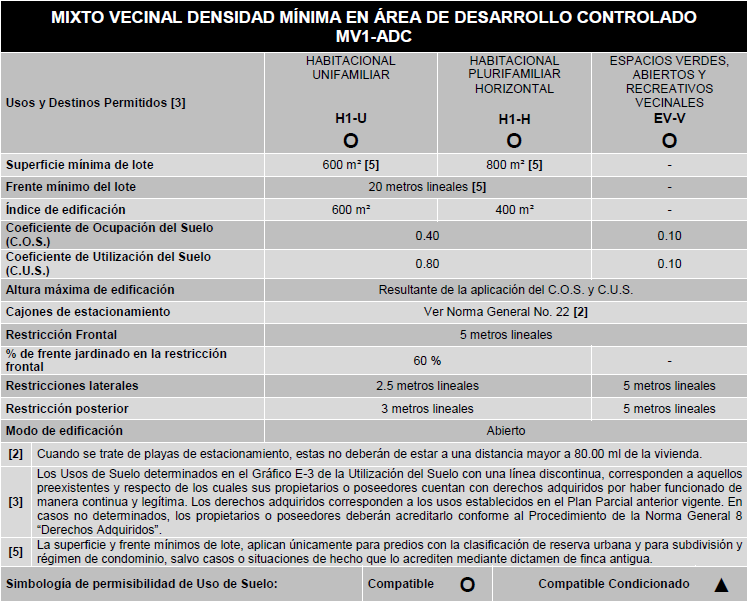 MIXTO VECINAL DENSIDAD MÍNIMA EN ÁREA DE DESARROLLO CONTROLADO
MV1-ADC
Usos y Destinos Permitidos [3]
HABITACIONAL
UNIFAMILIAR
H1-U
O
HABITACIONAL
PLURIFAMILIAR
HORIZONTAL
H1-H
O
ESPACIOS VERDES,
ABIERTOS Y
RECREATIVOS
VECINALES
EV-V
O
Superficie mínima de lote 600 m² [5] 800 m² [5] -
Frente mínimo del lote 20 metros lineales [5] -
Índice de edificación 600 m² 400 m² -
Coeficiente de Ocupación del Suelo
(C.O.S.) 0.40 0.10
Coeficiente de Utilización del Suelo
(C.U.S.) 0.80 0.10
Altura máxima de edificación Resultante de la aplicación del C.O.S. y C.U.S.
Cajones de estacionamiento Ver Norma General No. 22 [2]
Restricción Frontal 5 metros lineales
% de frente jardinado en la restricción
frontal 60 % -
Restricciones laterales 2.5 metros lineales 5 metros lineales
Restricción posterior 3 metros lineales 5 metros lineales
Modo de edificación Abierto
[2] Cuando se trate de playas de estacionamiento, estas no deberán de estar a una distancia mayor a 80.00 ml de la vivienda.
[3] Los Usos de Suelo determinados en el Gráfico E-3 de la Utilización del Suelo con una línea discontinua, corresponden a aquellos
preexistentes y respecto de los cuales sus propietarios o poseedores cuentan con derechos adquiridos por haber funcionado de
manera continua y legítima. Los derechos adquiridos corresponden a los usos establecidos en el Plan Parcial anterior vigente. En
casos no determinados, los propietarios o poseedores deberán acreditarlo conforme al Procedimiento de la Norma General 8
“Derechos Adquiridos”.
[5] La superficie y frente mínimos de lote, aplican únicamente para predios con la clasificación de reserva urbana y para subdivisión y
régimen de condominio, salvo casos o situaciones de hecho que lo acrediten mediante dictamen de finca antigua.
Simbología de permisibilidad de Uso de Suelo: Compatible O Compatible Condicionado ▲